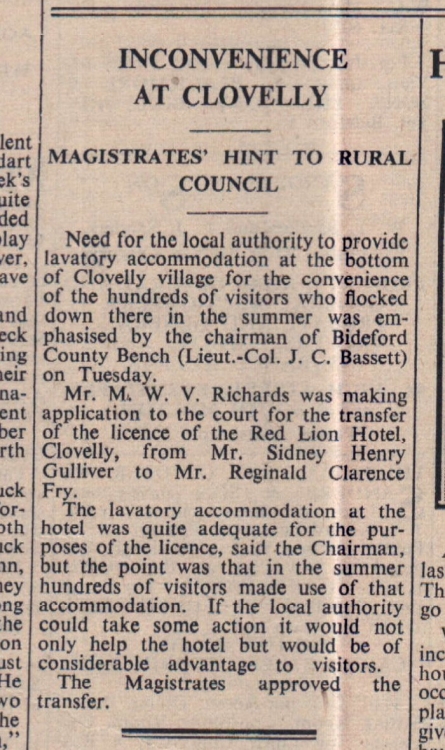 INCONVENIENCE
AT CLOVELLY
MAGISTRATES' HINT TO RURAL
COUNCIL
Need for the local authority to provide
lavatory accommodation at the bottom
of Clovelly village for the convenience
of the hundreds of visitors who flocked
down there in the summer was em-
phasised by the chairman of Bideford
County Bench (Lieut.-Col. J. C. Bassett)
on Tuesday.
Mr. M. W. V. Richards was making
application to the court for the transfer
of the licence of the Red Lion Hotel,
Clovelly, from Mr. Sidney Henry
Gulliver to Mr. Reginald Clarence
Fry.
The lavatory accommodation at the
hotel was quite adequate for the pur-
poses of the licence, said the Chairman,
but the point was that in the summer
hundreds of visitors made use of that
accommodation. If the local authority
could take some action it would not
only help the hotel but would be of
considerable advantage to visitors.
The Magistrates approved the
transfer.